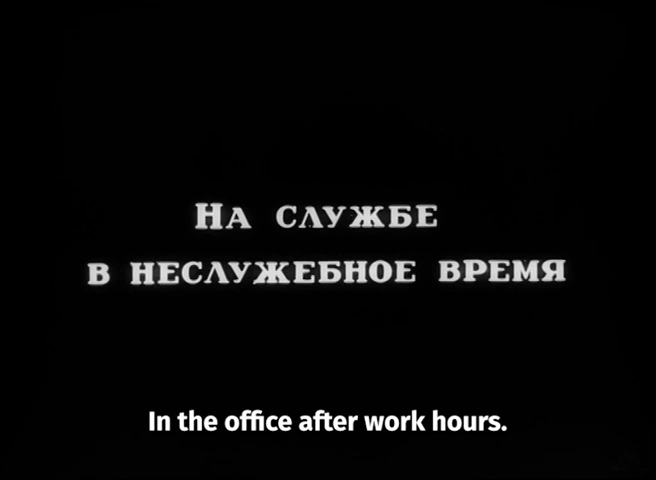 На службе
в неслужебное время
In the office after work hours.